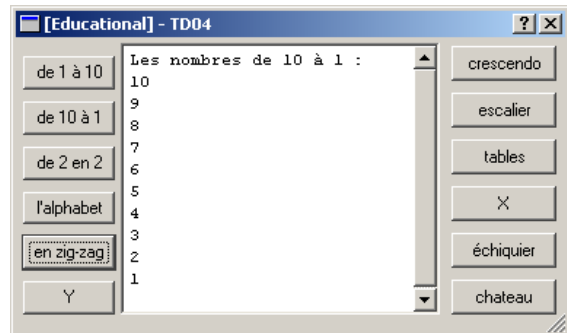 [Educational] - TD04
de 1 à 10
de 10 à 1
de 2 en 2
l'alphabet
en zig-zag
Y
Les nombres de 10 à 1 :
10
9
8
7
6
5
4
3
2
1
crescendo
escalier
tables
X
échiquier
chateau